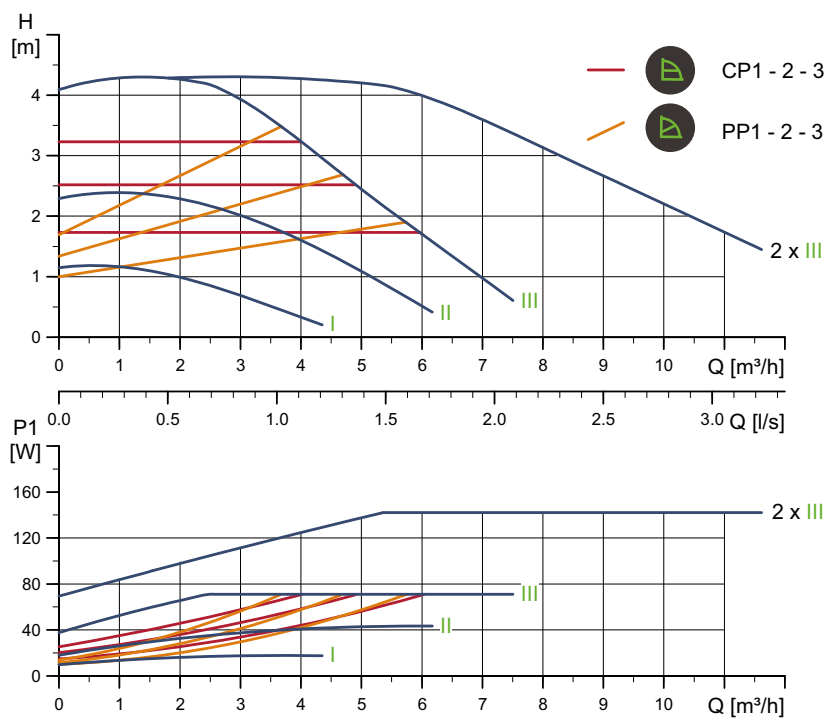 H
[m]
CP1 - 2 - 3
PP1 - 2 - 3
4
3
2
1
0
2 x III
I
II
III
0 1 2 3 4 5 6 7 8 9 10 Q [m³/h]
0.0 0.5 1.0 1.5 2.0 2.5 3.0 Q [l/s]
P1
[W]
160
120
80
40
0
2 x III
III
II
I
0 1 2 3 4 5 6 7 8 9 10 Q [m³/h]